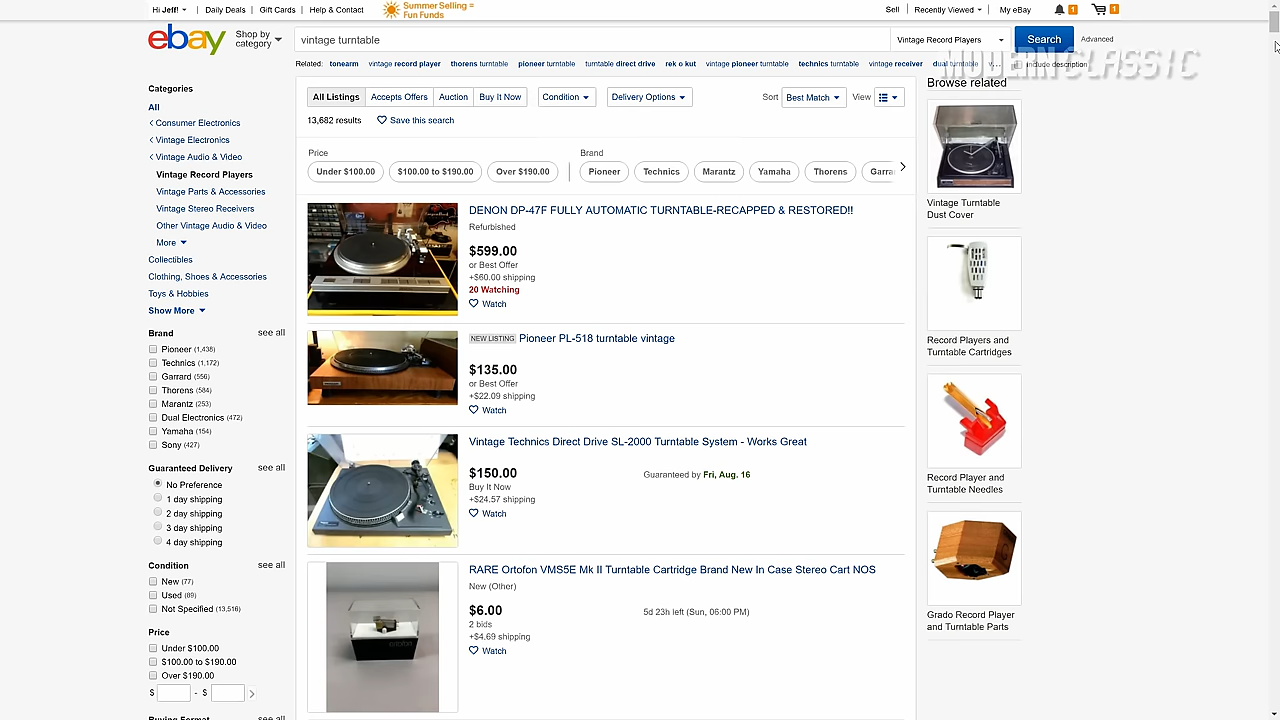 Hi Jeff!
Daily Deals
Gift Cards
Help & Contact
Summer Selling =
Fun Funds
Sell
Recently Viewed
My eBay
1
1
ebay
Shop by
category
vintage turntable
Vintage Record Players
Search
Advanced
Related:
vintage record player
thorens turntable
pioneer turntable
rek o kut
vintage pioneer turntable
technics turntable
vintage receiver
dual turntable
Include description
MODERN CLASSIC
Categories
All
Consumer Electronics
Vintage Electronics
Vintage Audio & Video
Vintage Record Players
Vintage Parts & Accessories
Vintage Stereo Receivers
Other Vintage Audio & Video
More
Collectibles
Clothing, Shoes & Accessories
Toys & Hobbies
Show More
Brand see all
Pioneer (1,438)
Technics (1,172)
Garrard (556)
Thorens (584)
Marantz (253)
Dual Electronics (472)
Yamaha (154)
Sony (427)
Guaranteed Delivery see all
No Preference
1 day shipping
2 day shipping
3 day shipping
4 day shipping
Condition see all
New (77)
Used (89)
Not Specified (13,516)
Price
Under $100.00
$100.00 to $190.00
Over $190.00
$ - $
Buying Format see all
All Listings
Accepts Offers
Auction
Buy It Now
Condition
Delivery Options
Sort
Best Match
View
13,682 results
Save this search
Price
Under $100.00
$100.00 to $190.00
Over $190.00
Brand
Pioneer
Technics
Marantz
Yamaha
Thorens
Garra
DENON DP-47F FULLY AUTOMATIC TURNTABLE-RECAPPED & RESTORED!!
Refurbished
$599.00
or Best Offer
+$60.00 shipping
20 Watching
Watch
NEW LISTING Pioneer PL-518 turntable vintage
$135.00
or Best Offer
+$22.09 shipping
Watch
Vintage Technics Direct Drive SL-2000 Turntable System - Works Great
$150.00
Guaranteed by Fri, Aug. 16
Buy It Now
+$24.57 shipping
Watch
RARE Ortofon VMS5E Mk II Turntable Cartridge Brand New In Case Stereo Cart NOS
New (Other)
$6.00
5d 23h left (Sun, 06:00 PM)
2 bids
+$4.69 shipping
Watch
Browse related
Vintage Turntable
Dust Cover
Record Players and
Turntable Cartridges
Record Player and
Turntable Needles
Grado Record Player
and Turntable Parts